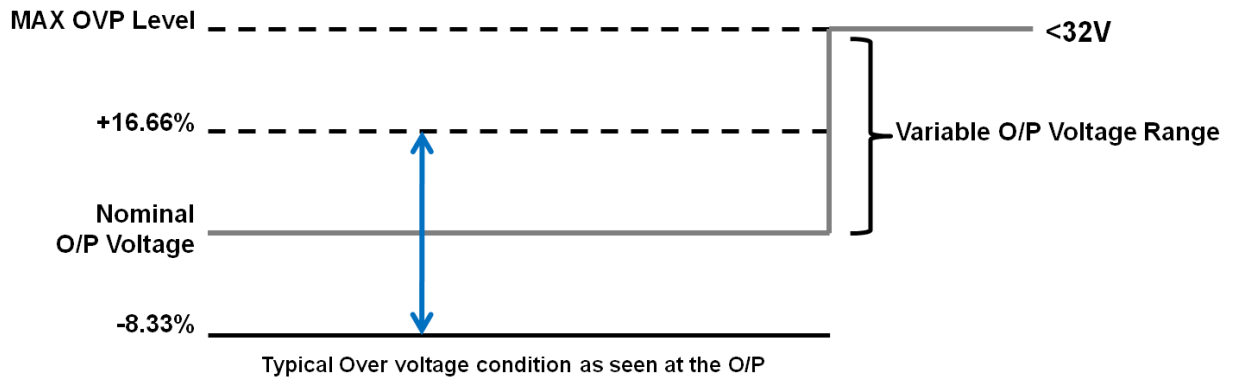 MAX OVP Level
<32V
+16.66%
Variable O/P Voltage Range
Nominal
O/P Voltage
-8.33%
Typical Over voltage condition as seen at the O/P